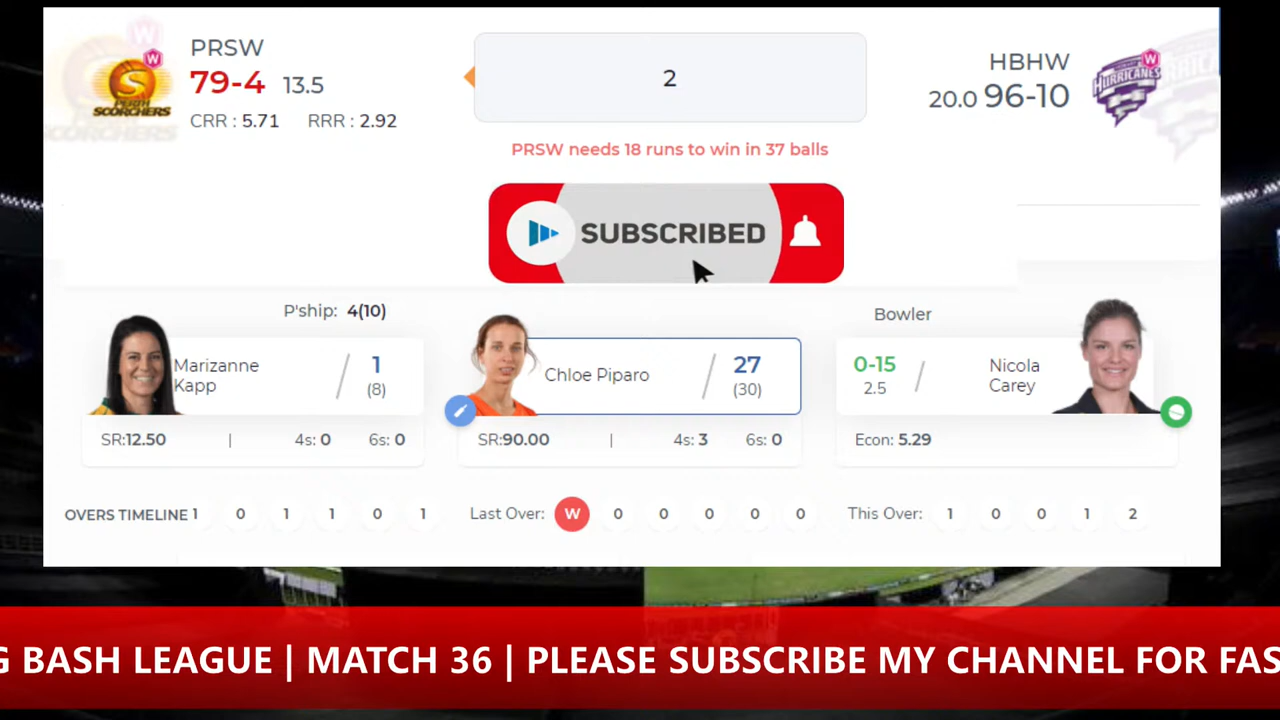 PRSW
79-4 13.5
CRR : 5.71 RRR : 2.92
PERTH
SCORCHERS
W
2
PRSW needs 18 runs to win in 37 balls
HBHW
20.0 96-10
HURRICANES
W
SUBSCRIBED
P'ship: 4(10)
Marizanne
Kapp
1
(8)
SR:12.50 | 4s: 0 6s: 0
Chloe Piparo
27
(30)
SR:90.00 | 4s: 3 6s: 0
Bowler
0-15
2.5
Nicola
Carey
Econ: 5.29
OVERS TIMELINE 1 0 1 1 0 1 Last Over: W 0 0 0 0 0 This Over: 1 0 0 1 2
G BASH LEAGUE | MATCH 36 | PLEASE SUBSCRIBE MY CHANNEL FOR FAS